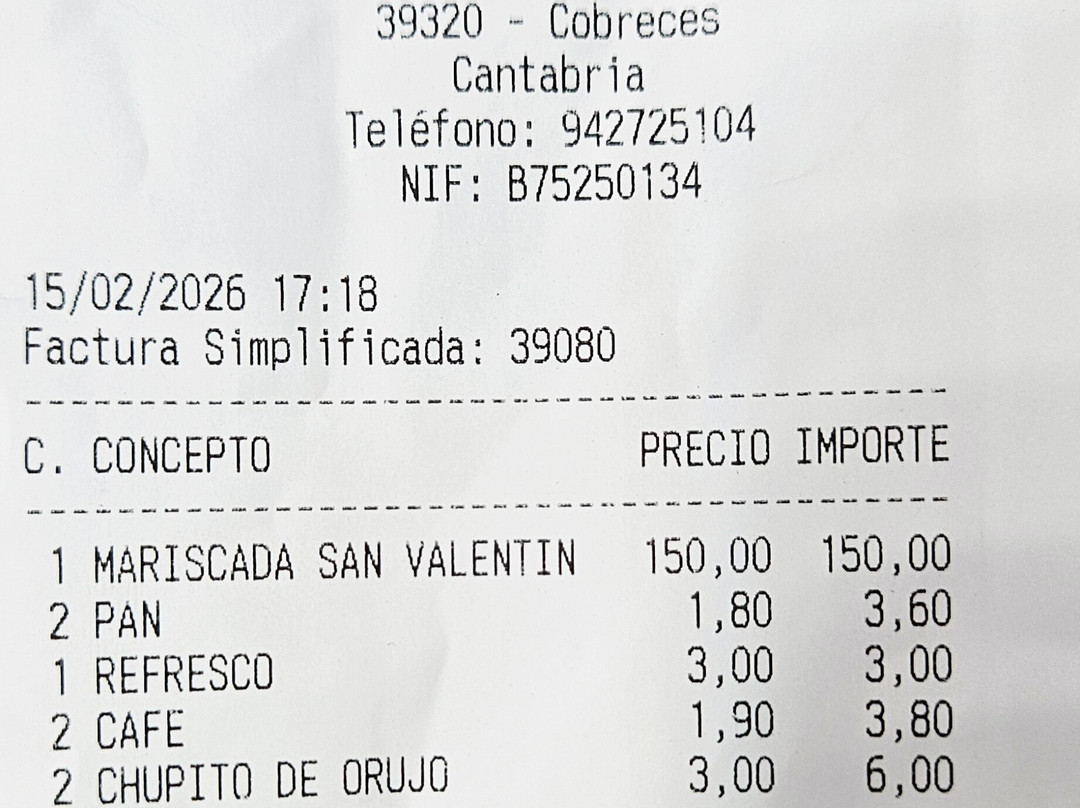 39320 - Cobreces
Cantabria
Teléfono: 942725104
NIF: B75250134
15/02/2026 17:18
Factura Simplificada: 39080
--------------------------------------
C. CONCEPTO PRECIO IMPORTE
--------------------------------------
1 MARISCADA SAN VALENTIN 150,00 150,00
2 PAN 1,80 3,60
1 REFRESCO 3,00 3,00
2 CAFE 1,90 3,80
2 CHUPITO DE ORUJO 3,00 6,00